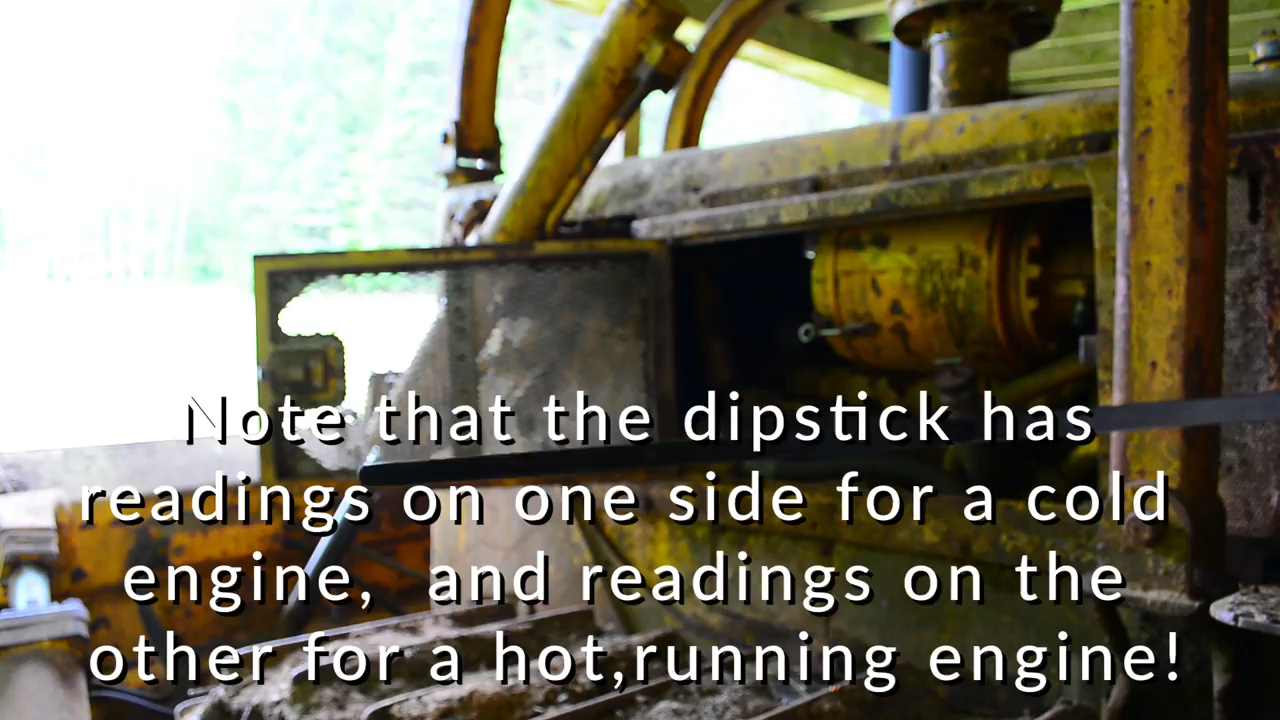 Note that the dipstick has
readings on one side for a cold
engine,  and readings on the
other for a hot,running engine!